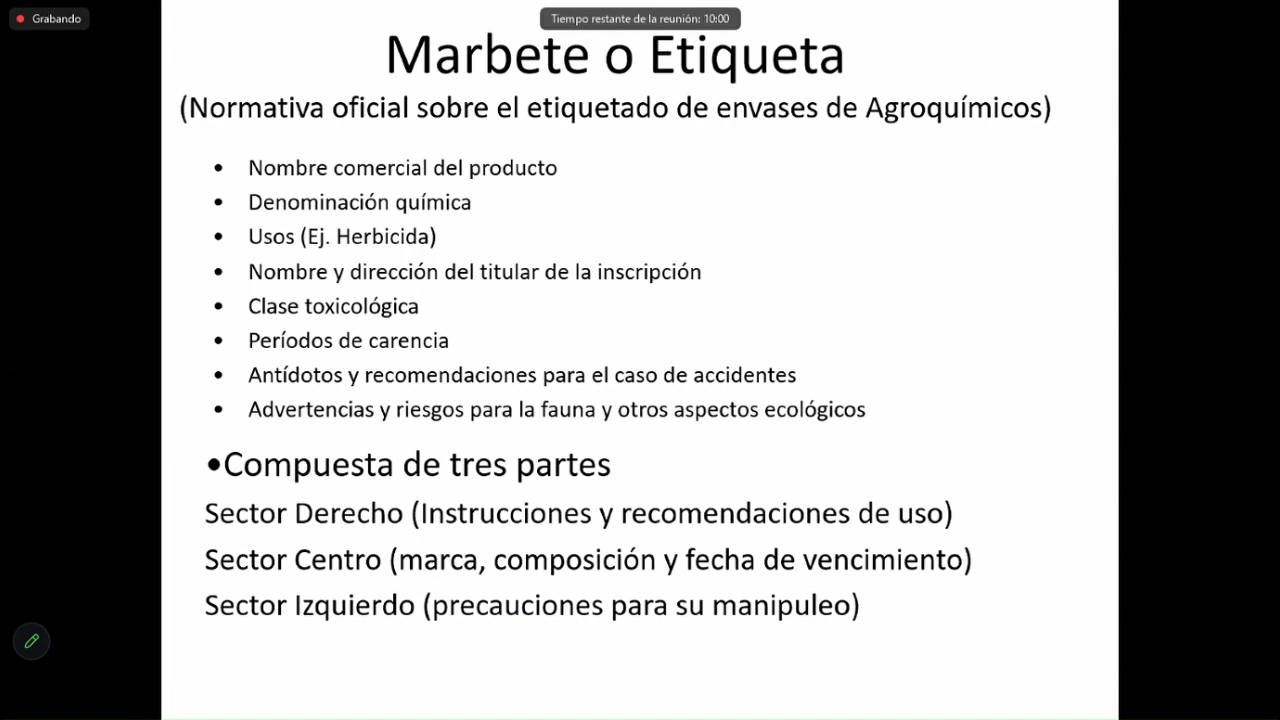 Grabando
Tiempo restante de la reunión: 10:00
Marbete o Etiqueta
(Normativa oficial sobre el etiquetado de envases de Agroquímicos)
• Nombre comercial del producto
• Denominación química
• Usos (Ej. Herbicida)
• Nombre y dirección del titular de la inscripción
• Clase toxicológica
• Períodos de carencia
• Antídotos y recomendaciones para el caso de accidentes
• Advertencias y riesgos para la fauna y otros aspectos ecológicos
•Compuesta de tres partes
Sector Derecho (Instrucciones y recomendaciones de uso)
Sector Centro (marca, composición y fecha de vencimiento)
Sector Izquierdo (precauciones para su manipuleo)